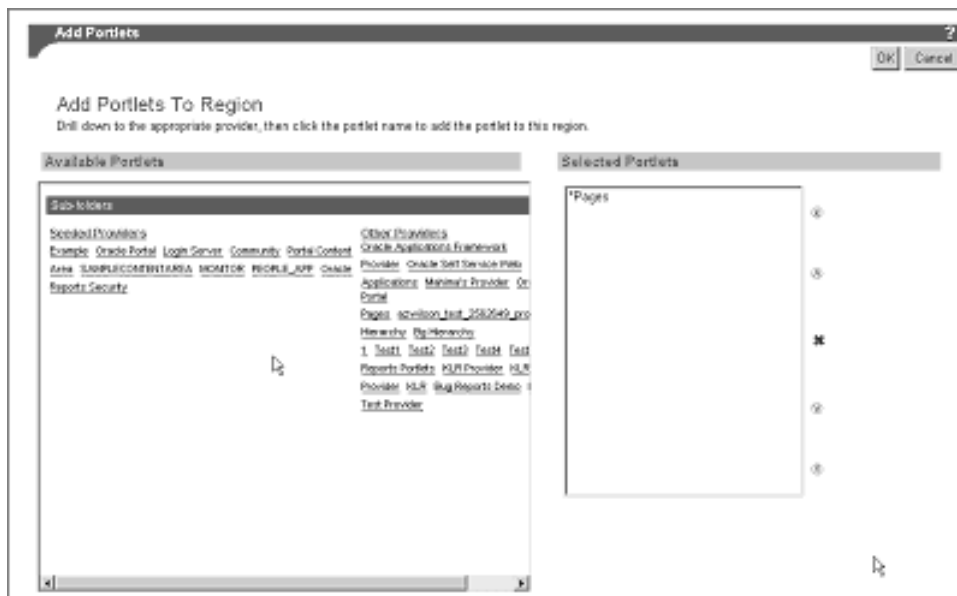 Add Portlets
?
OK Cancel
Add Portlets To Region
Drill down to the appropriate provider, then click the portlet name to add the portlet to this region.
Available Portlets
Selected Portlets
Sub-folders
Seeded Providers
Example Oracle Portal Login Server Community Portal Content
Area SAMPLECONTENTAREA MONITOR PEOPLE_APP Oracle
Reports Security
Other Providers
Oracle Applications Framework
Provider Oracle Self Service Web
Applications Mahima's Provider
Portal
Pages
Hierarchy Big Hierarchy
1 Test1 Test2 Test3 Test4 Test
Reports Portlets KLR Provider KLR
Provider KLR Bug Reports Demo
Test Provider
*Pages